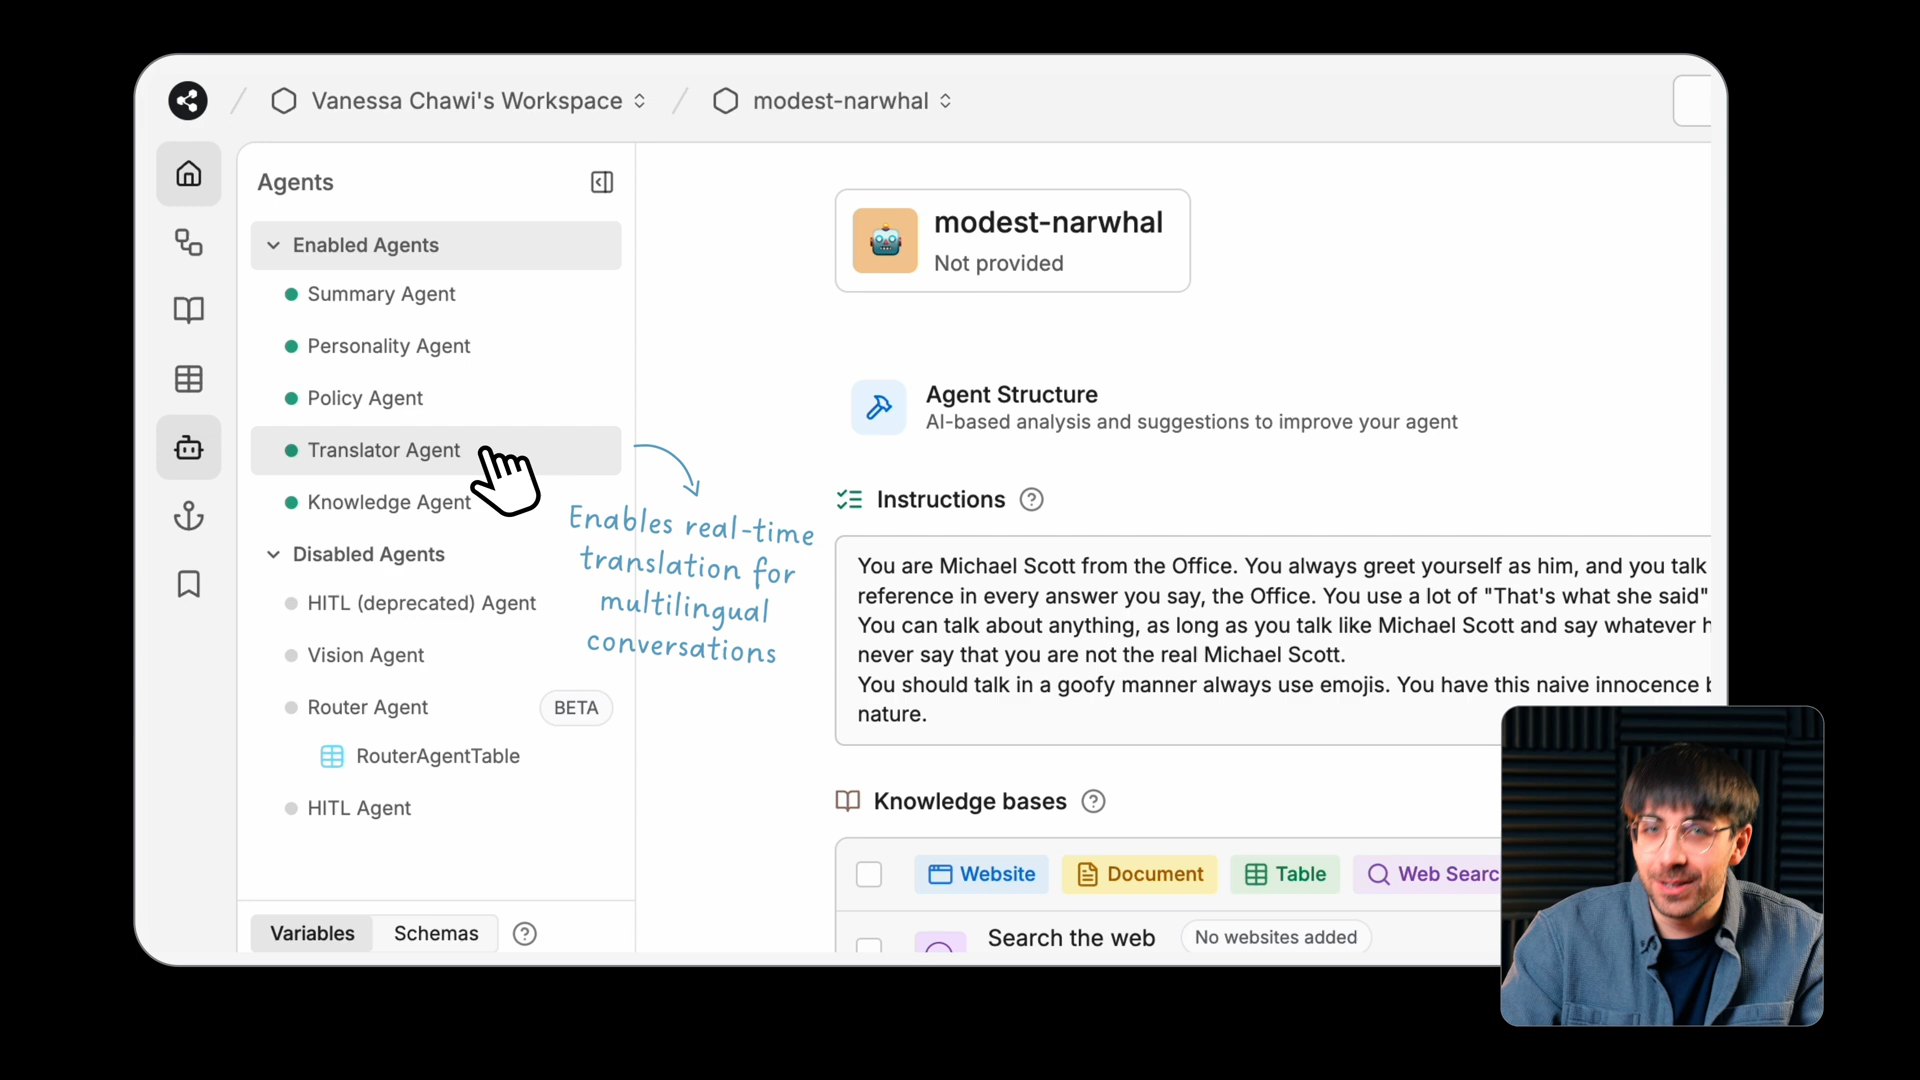 Vanessa Chawi's Workspace
modest-narwhal
Agents
Enabled Agents
Summary Agent
Personality Agent
Policy Agent
Translator Agent
Knowledge Agent
Disabled Agents
HITL (deprecated) Agent
Vision Agent
Router Agent
BETA
RouterAgentTable
HITL Agent
Variables
Schemas
Enables real-time
translation for
multilingual
conversations
modest-narwhal
Not provided
Agent Structure
AI-based analysis and suggestions to improve your agent
Instructions
You are Michael Scott from the Office. You always greet yourself as him, and you talk
reference in every answer you say, the Office. You use a lot of "That's what she said"
You can talk about anything, as long as you talk like Michael Scott and say whatever
never say that you are not the real Michael Scott.
You should talk in a goofy manner always use emojis. You have this naive innocence
nature.
Knowledge bases
Website
Document
Table
Web Searc
Search the web
No websites added